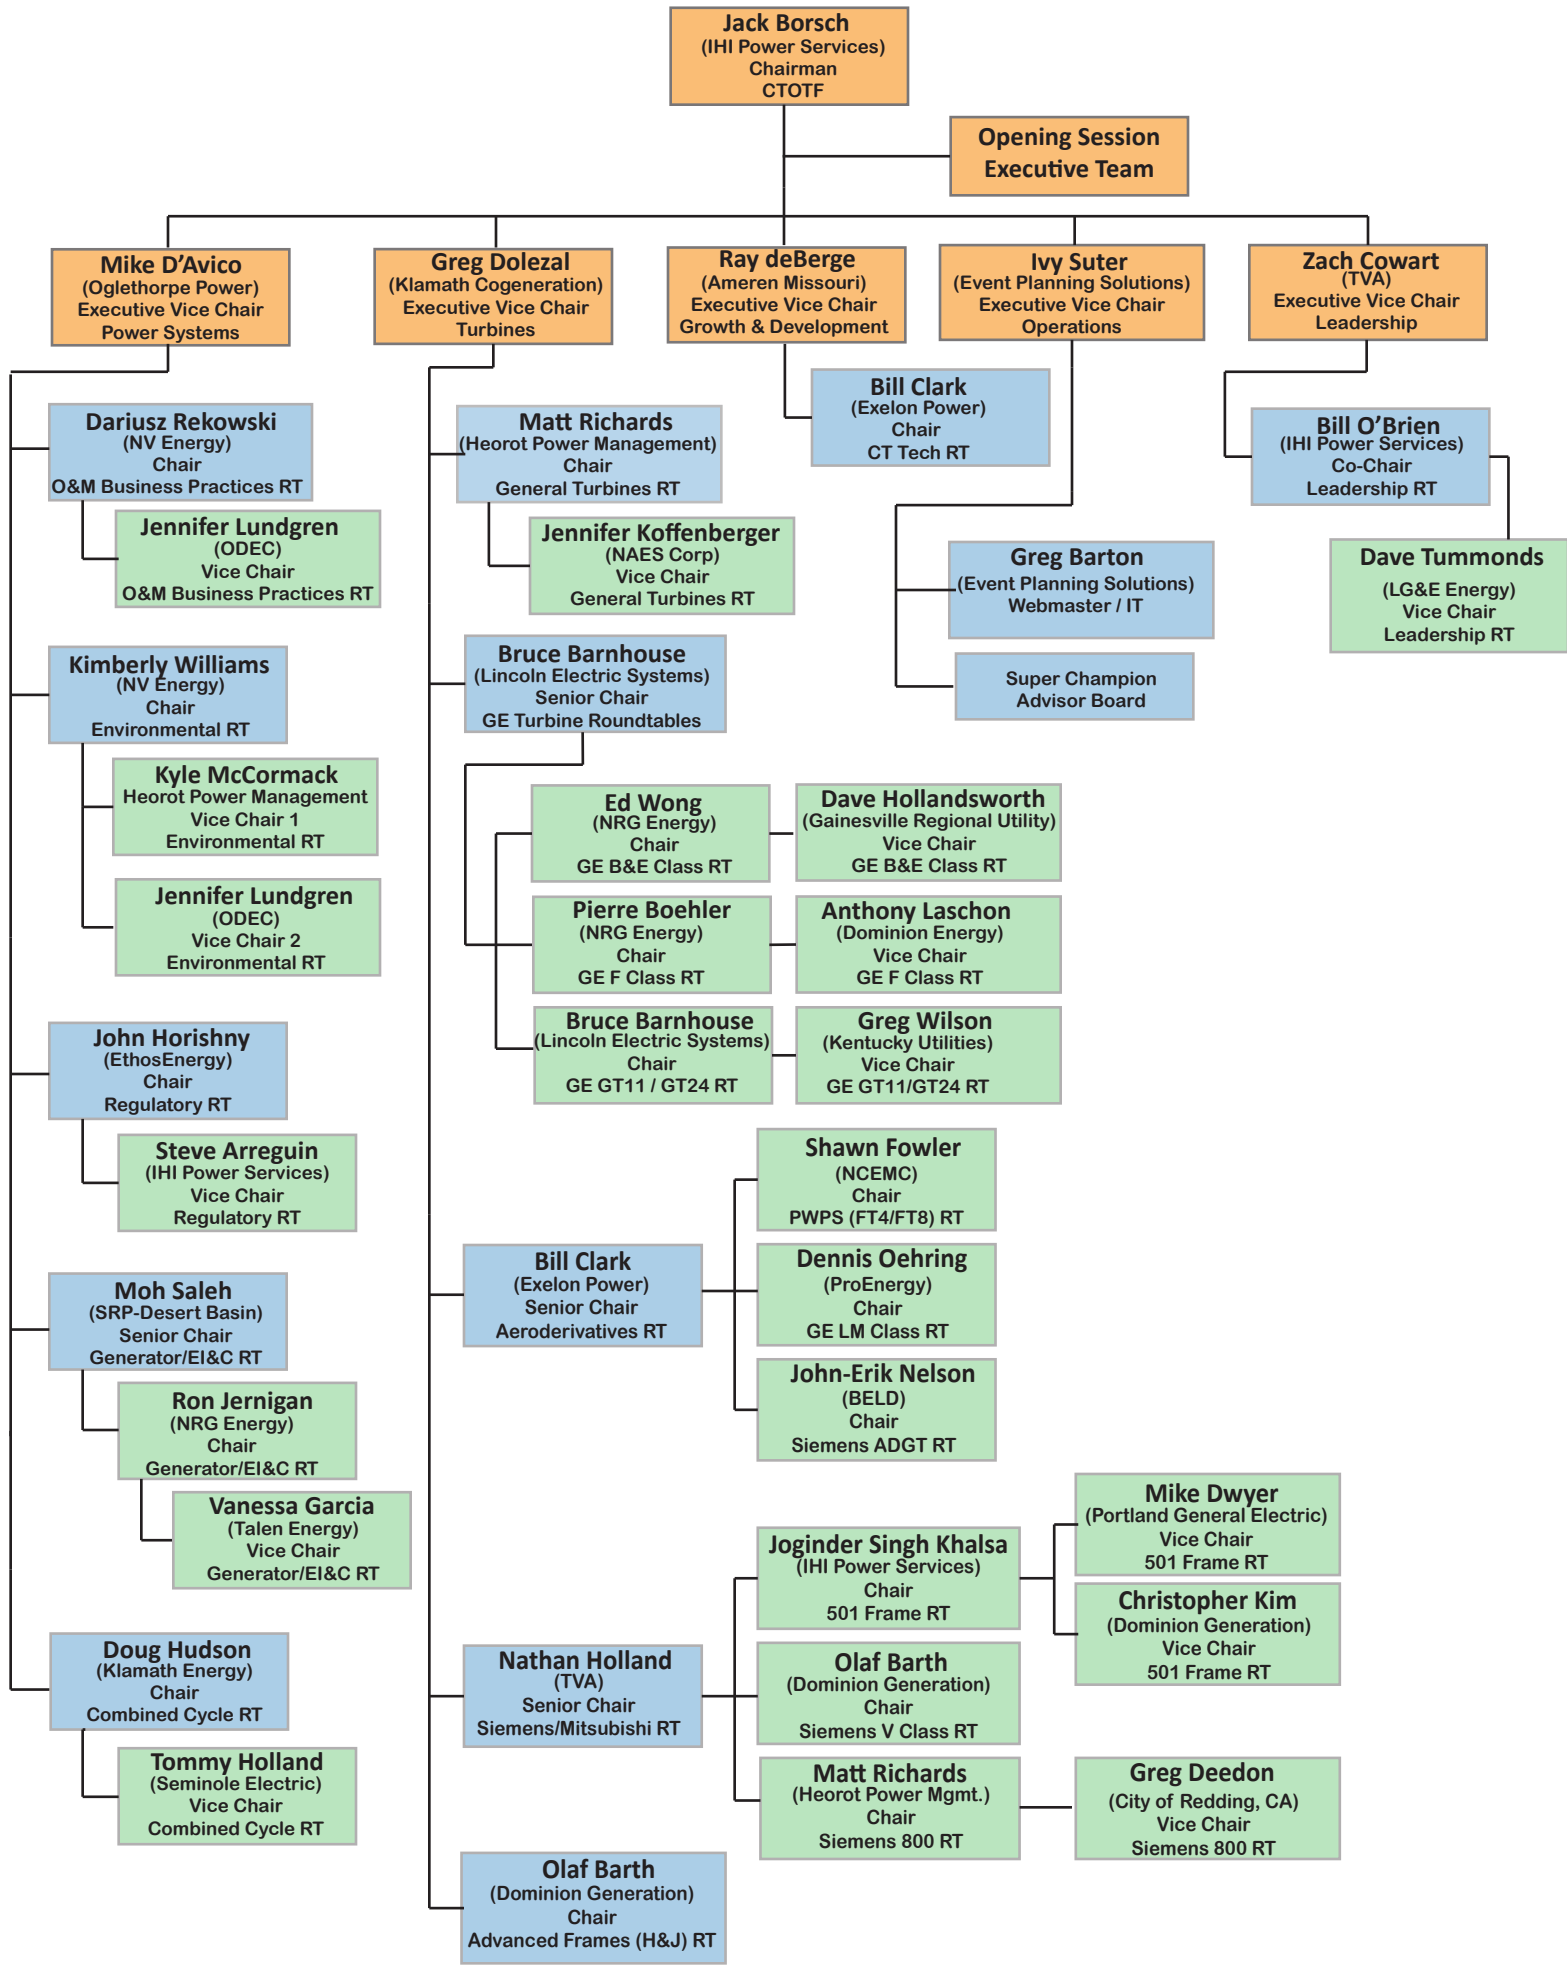 Jack Borsch
(IHI Power Services)
Chairman
CTOTF
Opening Session
Executive Team
Mike D'Avico
(Oglethorpe Power)
Executive Vice Chair
Power Systems
Greg Dolezal
(Klamath Cogeneration)
Executive Vice Chair
Turbines
Ray deBerge
(Ameren Missouri)
Executive Vice Chair
Growth & Development
Ivy Suter
(Event Planning Solutions)
Executive Vice Chair
Operations
Zach Cowart
(TVA)
Executive Vice Chair
Leadership
Dariusz Rekowski
(NV Energy)
Chair
O&M Business Practices RT
Jennifer Lundgren
(ODEC)
Vice Chair
O&M Business Practices RT
Kimberly Williams
(NV Energy)
Chair
Environmental RT
Kyle McCormack
Heorot Power Management
Vice Chair 1
Environmental RT
Jennifer Lundgren
(ODEC)
Vice Chair 2
Environmental RT
John Horishny
(EthosEnergy)
Chair
Regulatory RT
Steve Arreguin
(IHI Power Services)
Vice Chair
Regulatory RT
Moh Saleh
(SRP-Desert Basin)
Senior Chair
Generator/EI&C RT
Ron Jernigan
(NRG Energy)
Chair
Generator/EI&C RT
Vanessa Garcia
(Talen Energy)
Vice Chair
Generator/EI&C RT
Doug Hudson
(Klamath Energy)
Chair
Combined Cycle RT
Tommy Holland
(Seminole Electric)
Vice Chair
Combined Cycle RT
Matt Richards
(Heorot Power Management)
Chair
General Turbines RT
Jennifer Koffenberger
(NAES Corp)
Vice Chair
General Turbines RT
Bruce Barnhouse
(Lincoln Electric Systems)
Senior Chair
GE Turbine Roundtables
Ed Wong
(NRG Energy)
Chair
GE B&E Class RT
Dave Hollandsworth
(Gainesville Regional Utility)
Vice Chair
GE B&E Class RT
Pierre Boehler
(NRG Energy)
Chair
GE F Class RT
Anthony Laschon
(Dominion Energy)
Vice Chair
GE F Class RT
Bruce Barnhouse
(Lincoln Electric Systems)
Chair
GE GT11 / GT24 RT
Greg Wilson
(Kentucky Utilities)
Vice Chair
GE GT11/GT24 RT
Bill Clark
(Exelon Power)
Senior Chair
Aeroderivatives RT
Shawn Fowler
(NCEMC)
Chair
PWPS (FT4/FT8) RT
Dennis Oehring
(ProEnergy)
Chair
GE LM Class RT
John-Erik Nelson
(BELD)
Chair
Siemens ADGT RT
Nathan Holland
(TVA)
Senior Chair
Siemens/Mitsubishi RT
Joginder Singh Khalsa
(IHI Power Services)
Chair
501 Frame RT
Mike Dwyer
(Portland General Electric)
Vice Chair
501 Frame RT
Christopher Kim
(Dominion Generation)
Vice Chair
501 Frame RT
Olaf Barth
(Dominion Generation)
Chair
Siemens V Class RT
Matt Richards
(Heorot Power Mgmt.)
Chair
Siemens 800 RT
Greg Deedon
(City of Redding, CA)
Vice Chair
Siemens 800 RT
Olaf Barth
(Dominion Generation)
Chair
Advanced Frames (H&J) RT
Bill Clark
(Exelon Power)
Chair
CT Tech RT
Greg Barton
(Event Planning Solutions)
Webmaster / IT
Super Champion
Advisor Board
Bill O'Brien
(IHI Power Services)
Co-Chair
Leadership RT
Dave Tummonds
(LG&E Energy)
Vice Chair
Leadership RT